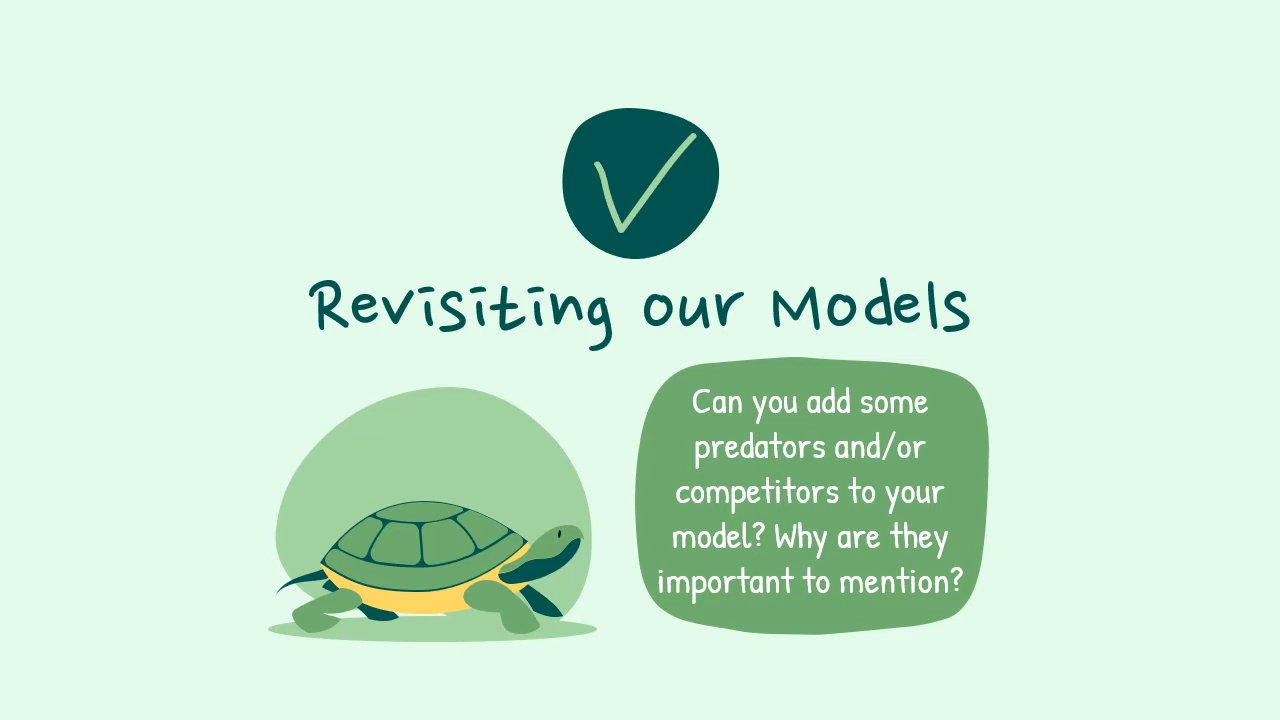 Revisiting our Models
Can you add some
predators and/or
competitors to your
model? Why are they
important to mention?